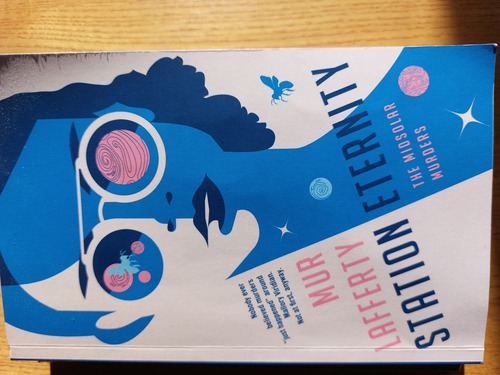 Nobody ever
believed murders
"just happened" around
Mallory Viridian.
Not at first, anyway.
MUR
LAFFERTY
STATION ETERNITY
THE MIDSOLAR
MURDERS